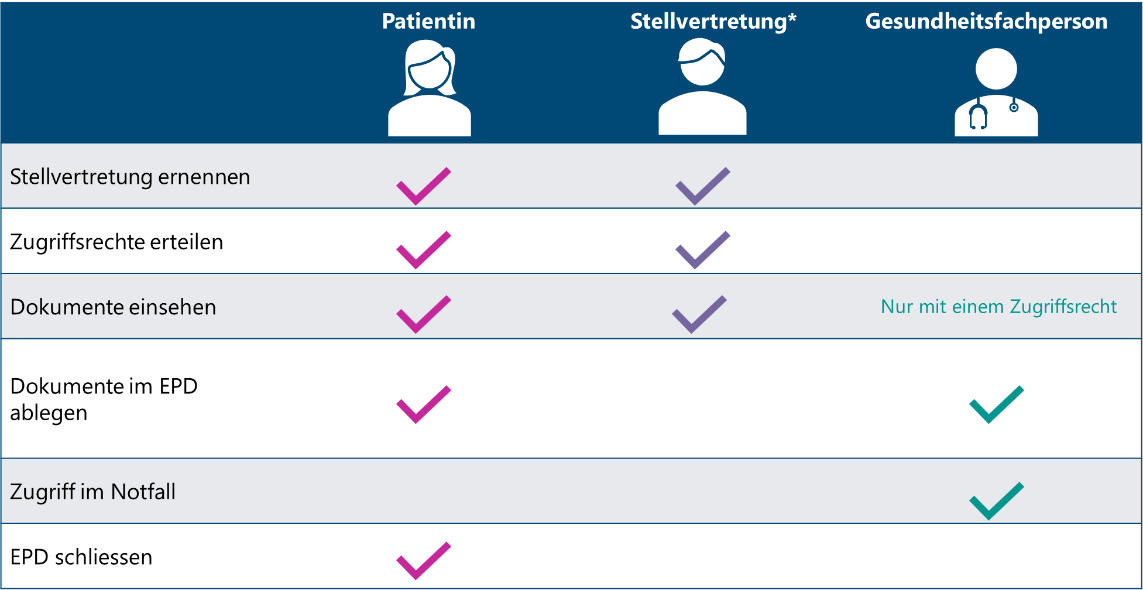 Patientin
Stellvertretung*
Gesundheitsfachperson
Stellvertretung ernennen
Zugriffsrechte erteilen
Dokumente einsehen
Nur mit einem Zugriffsrecht
Dokumente im EPD
ablegen
Zugriff im Notfall
EPD schliessen